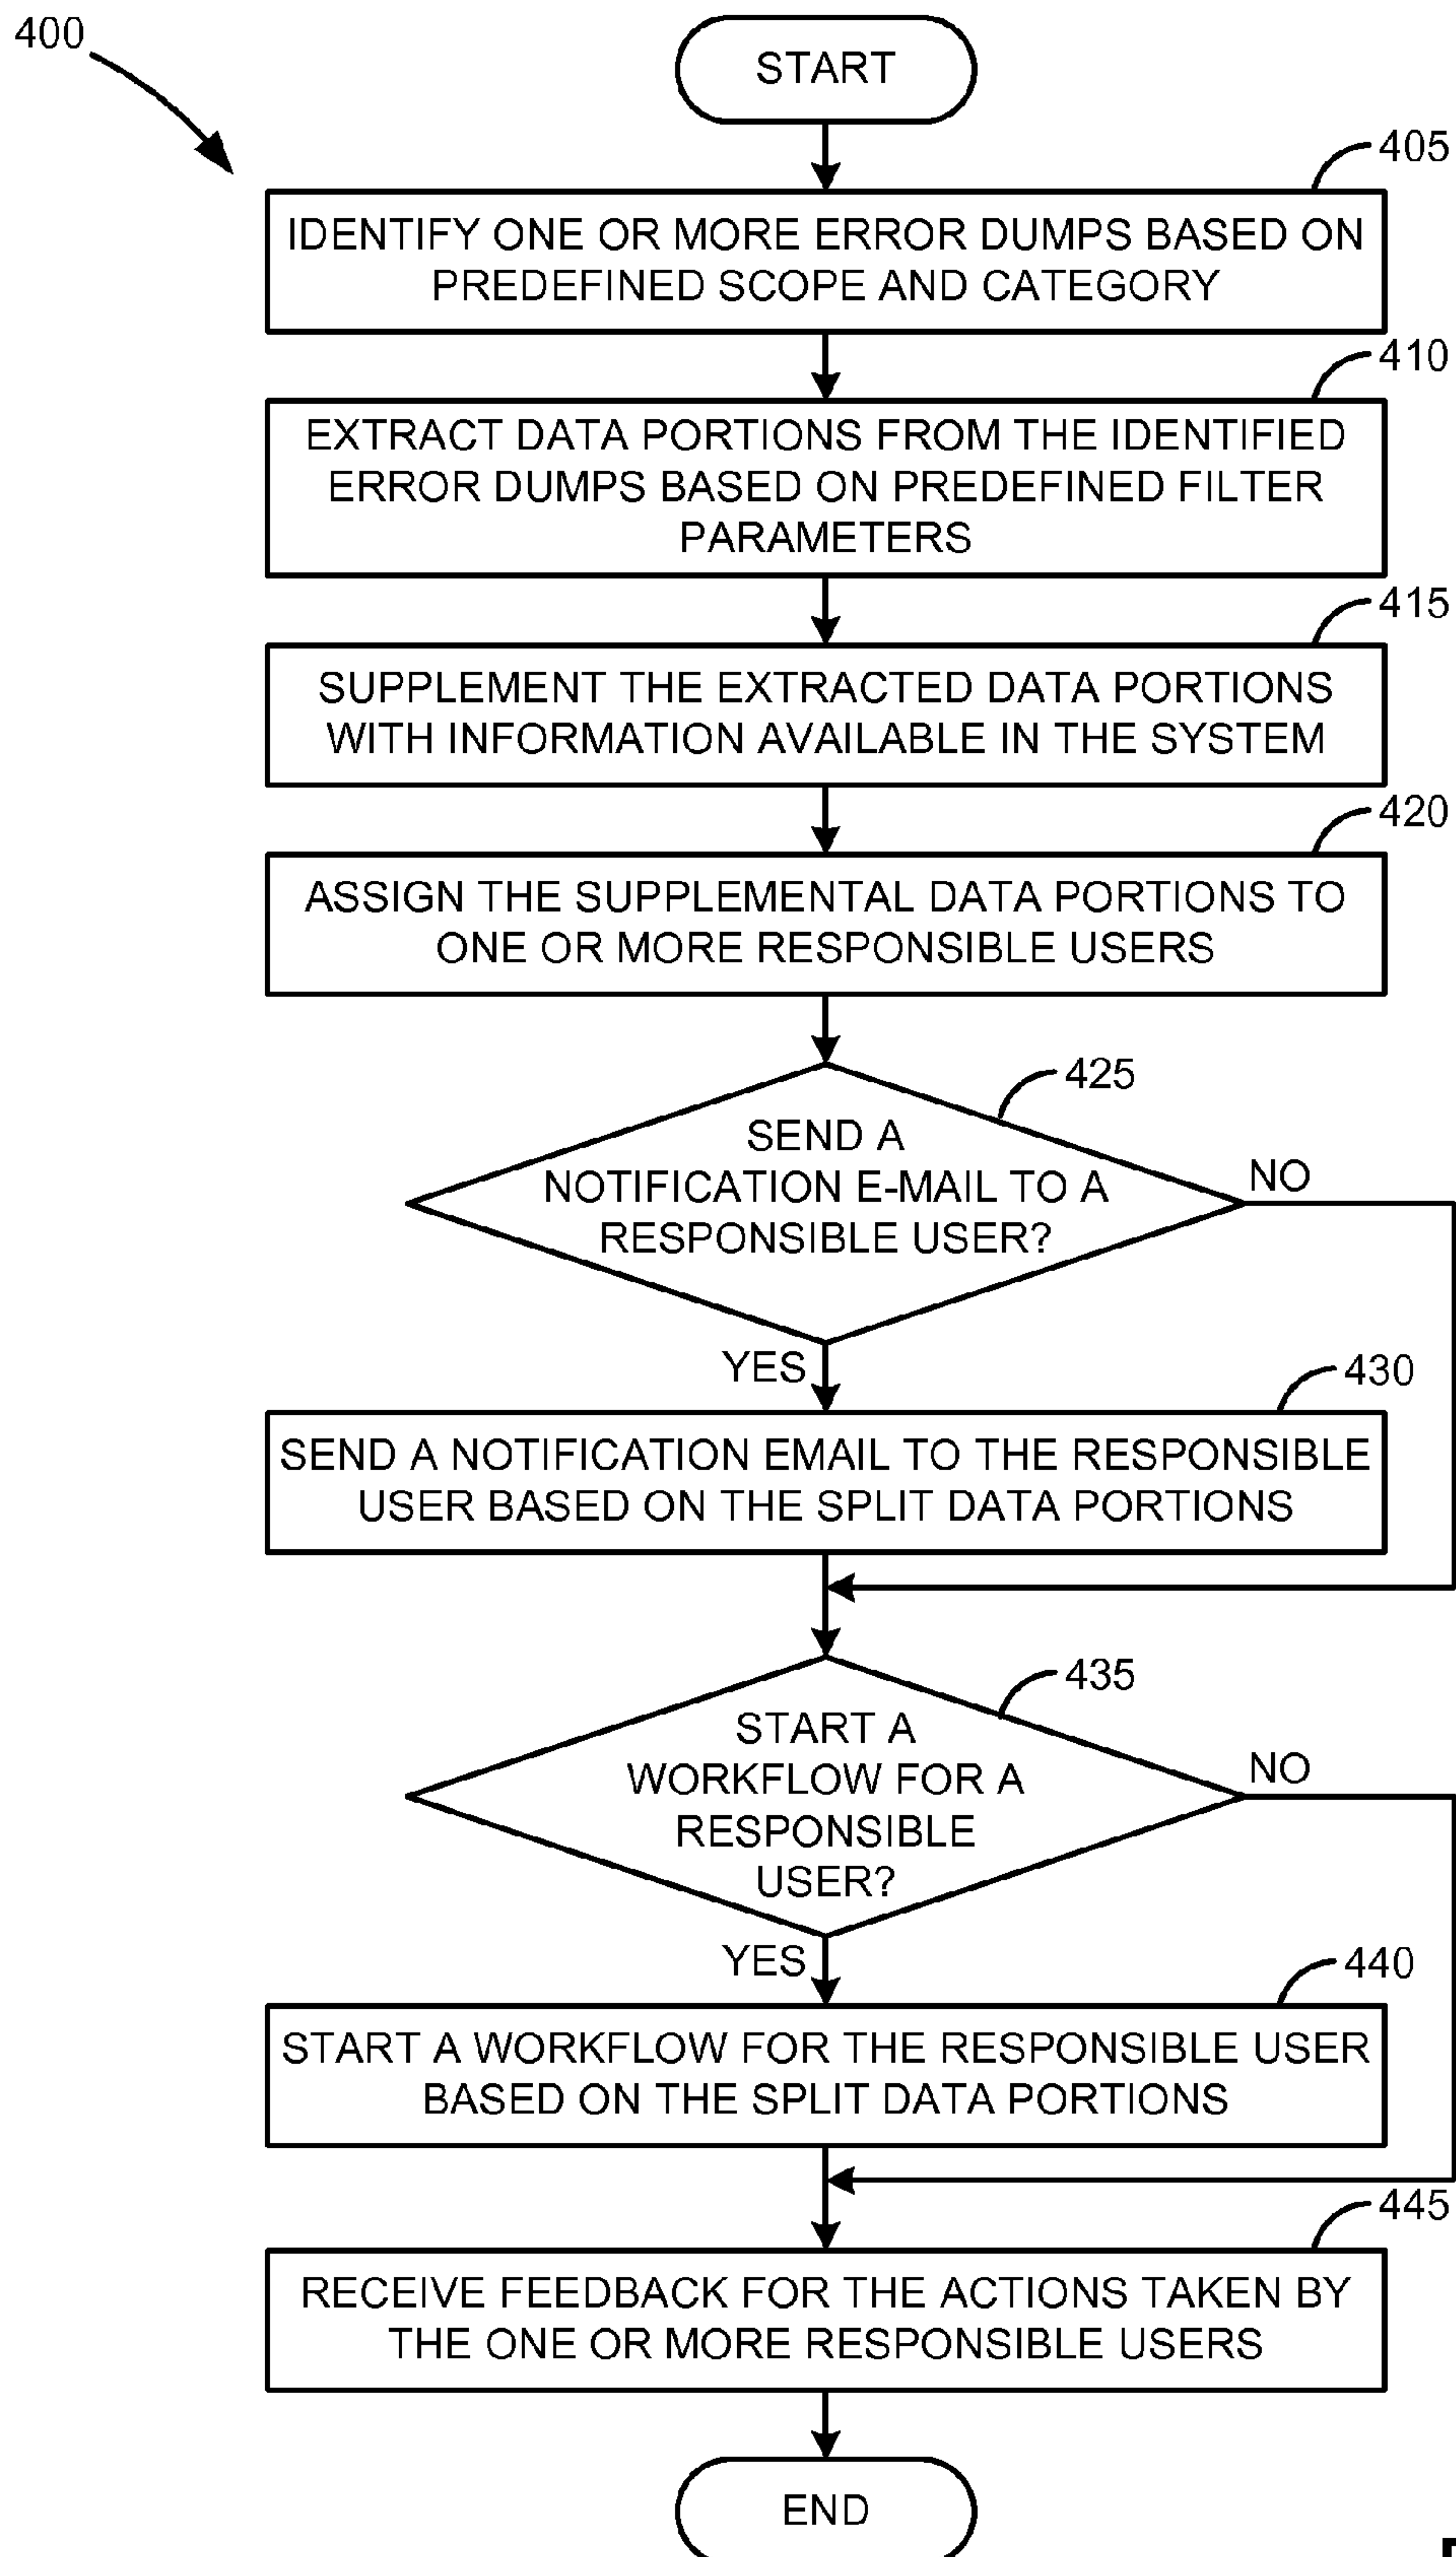 400
START
405
IDENTIFY ONE OR MORE ERROR DUMPS BASED ON
PREDEFINED SCOPE AND CATEGORY
410
EXTRACT DATA PORTIONS FROM THE IDENTIFIED
ERROR DUMPS BASED ON PREDEFINED FILTER
PARAMETERS
415
SUPPLEMENT THE EXTRACTED DATA PORTIONS
WITH INFORMATION AVAILABLE IN THE SYSTEM
420
ASSIGN THE SUPPLEMENTAL DATA PORTIONS TO
ONE OR MORE RESPONSIBLE USERS
425
SEND A
NOTIFICATION E-MAIL TO A
RESPONSIBLE USER?
NO
YES
430
SEND A NOTIFICATION EMAIL TO THE RESPONSIBLE
USER BASED ON THE SPLIT DATA PORTIONS
435
START A
WORKFLOW FOR A
RESPONSIBLE
USER?
NO
YES
440
START A WORKFLOW FOR THE RESPONSIBLE USER
BASED ON THE SPLIT DATA PORTIONS
445
RECEIVE FEEDBACK FOR THE ACTIONS TAKEN BY
THE ONE OR MORE RESPONSIBLE USERS
END